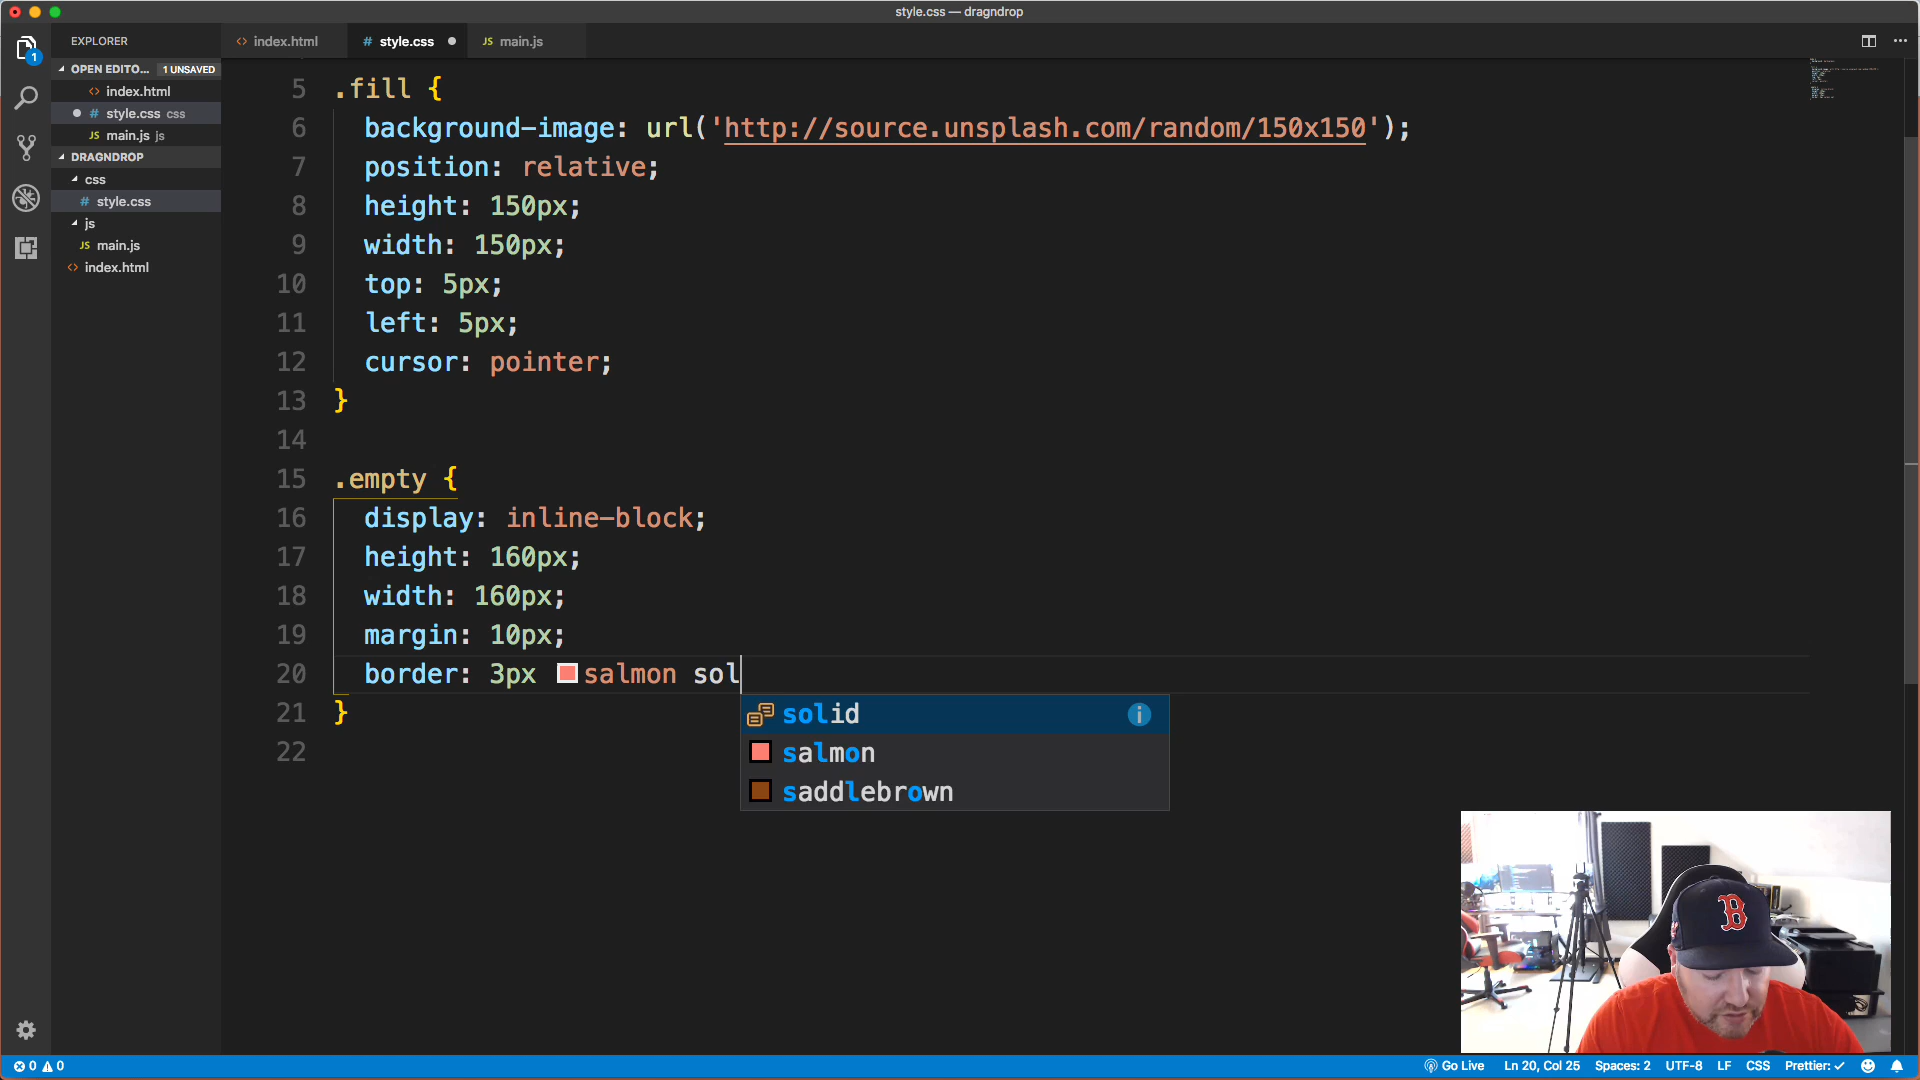 style.css — dragndrop
EXPLORER
OPEN EDITO... 1 UNSAVED
index.html
style.css css
main.js js
DRAGNDROP
css
style.css
js
main.js
index.html
index.html
style.css
main.js
5 .fill {
6 background-image: url('http://source.unsplash.com/random/150x150');
7 position: relative;
8 height: 150px;
9 width: 150px;
10 top: 5px;
11 left: 5px;
12 cursor: pointer;
13 }
14
15 .empty {
16 display: inline-block;
17 height: 160px;
18 width: 160px;
19 margin: 10px;
20 border: 3px salmon sol
21 }
22
solid
salmon
saddlebrown
B
0 0
Go Live Ln 20, Col 25 Spaces: 2 UTF-8 LF CSS Prettier: ✓